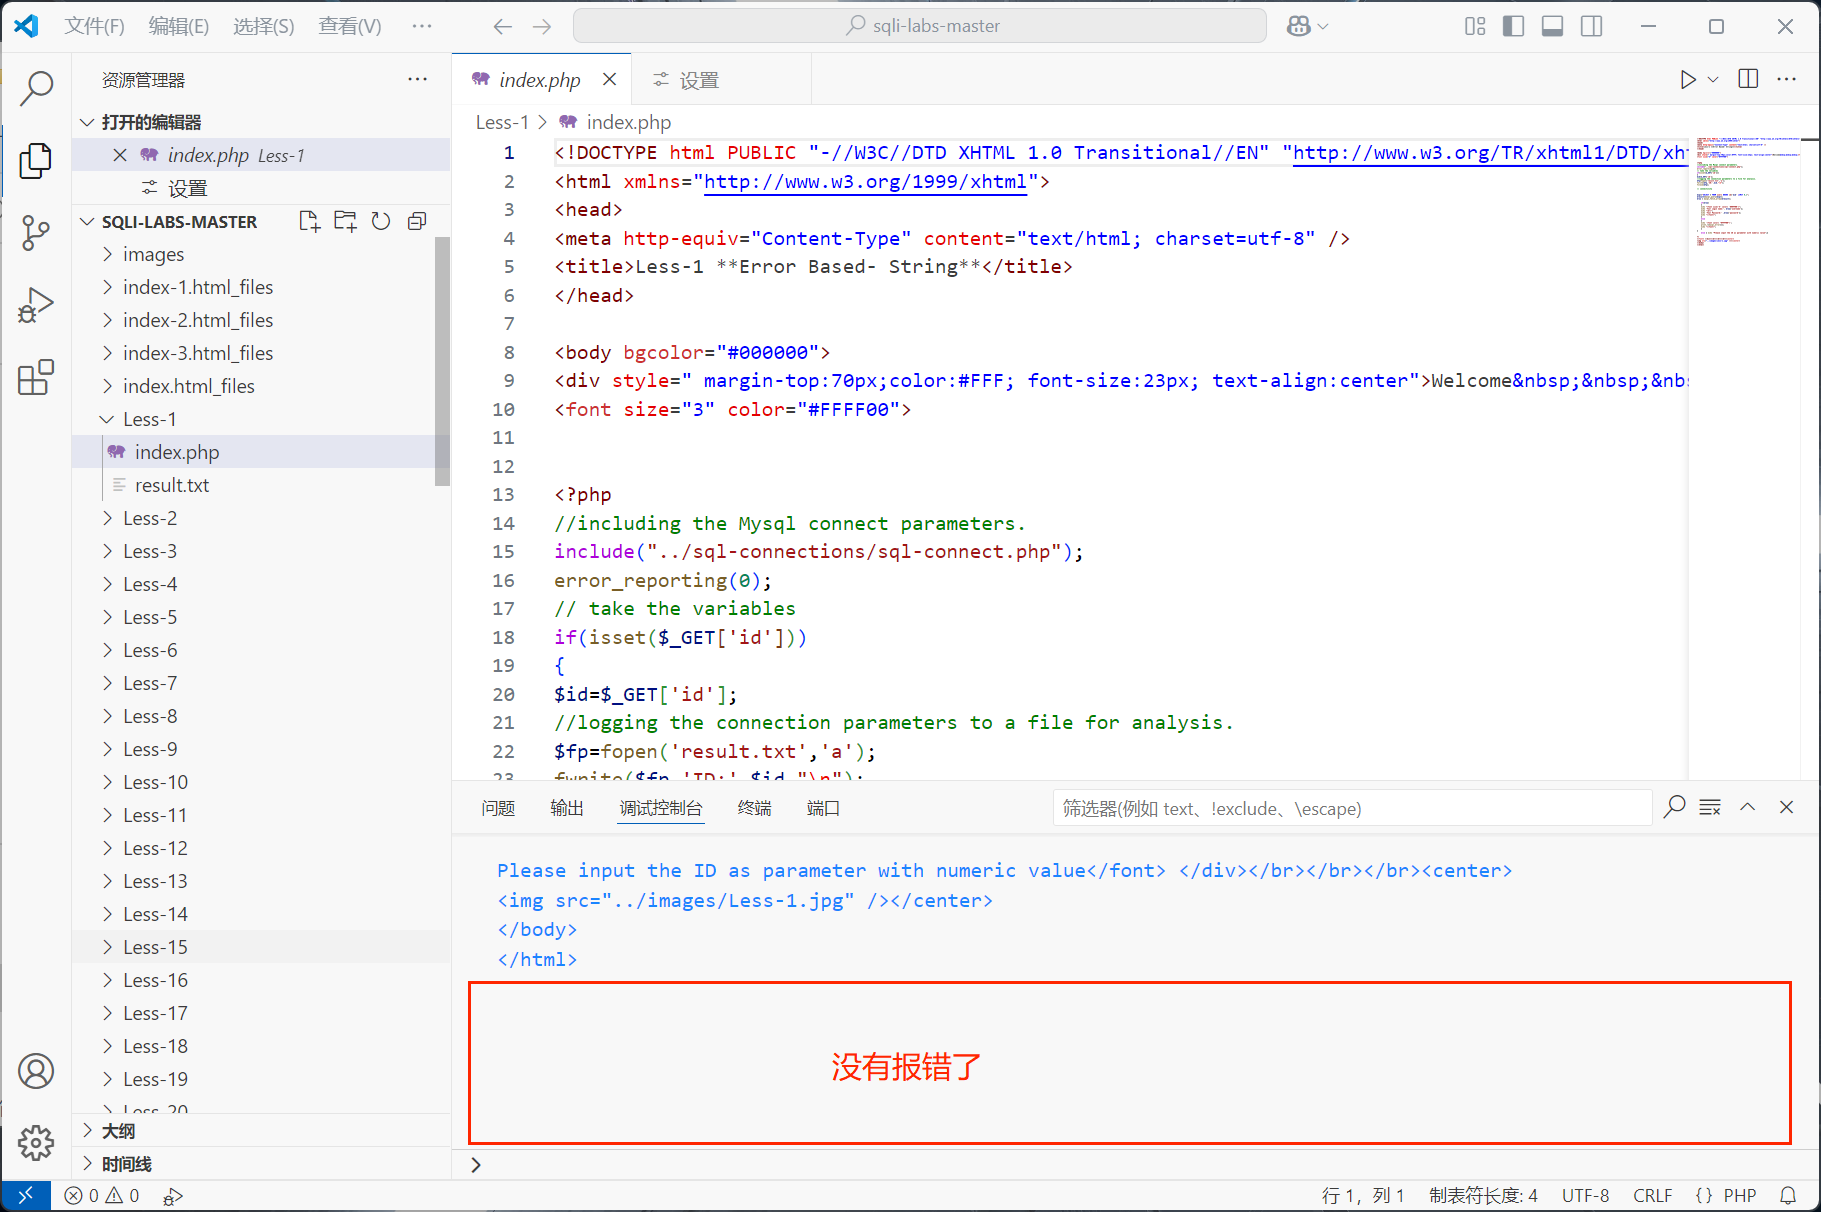 文件(F) 编辑(E) 选择(S) 查看(V) ··· sqli-labs-master
资源管理器 ···
打开的编辑器
index.php Less-1
设置
SQLI-LABS-MASTER
images
index-1.html_files
index-2.html_files
index-3.html_files
index.html_files
Less-1
index.php
result.txt
Less-2
Less-3
Less-4
Less-5
Less-6
Less-7
Less-8
Less-9
Less-10
Less-11
Less-12
Less-13
Less-14
Less-15
Less-16
Less-17
Less-18
Less-19
Less-20
大纲
时间线
index.php 设置
Less-1 > index.php
1 <!DOCTYPE html PUBLIC "-//W3C//DTD XHTML 1.0 Transitional//EN" "http://www.w3.org/TR/xhtml1/DTD/xht
2 <html xmlns="http://www.w3.org/1999/xhtml">
3 <head>
4 <meta http-equiv="Content-Type" content="text/html; charset=utf-8" />
5 <title>Less-1 **Error Based- String**</title>
6 </head>
7
8 <body bgcolor="#000000">
9 <div style=" margin-top:70px;color:#FFF; font-size:23px; text-align:center">Welcome&nbsp;&nbsp;&nb
10 <font size="3" color="#FFFF00">
11
12
13 <?php
14 //including the Mysql connect parameters.
15 include("../sql-connections/sql-connect.php");
16 error_reporting(0);
17 // take the variables
18 if(isset($_GET['id']))
19 {
20 $id=$_GET['id'];
21 //logging the connection parameters to a file for analysis.
22 $fp=fopen('result.txt','a');
23 fwrite($fp,'ID:'.$id."\n");
问题 输出 调试控制台 终端 端口 筛选器(例如 text、!exclude、\escape)
Please input the ID as parameter with numeric value</font> </div></br></br></br><center>
<img src="../images/Less-1.jpg" /></center>
</body>
</html>
没有报错了
>
0 0 行 1，列 1 制表符长度: 4 UTF-8 CRLF {} PHP